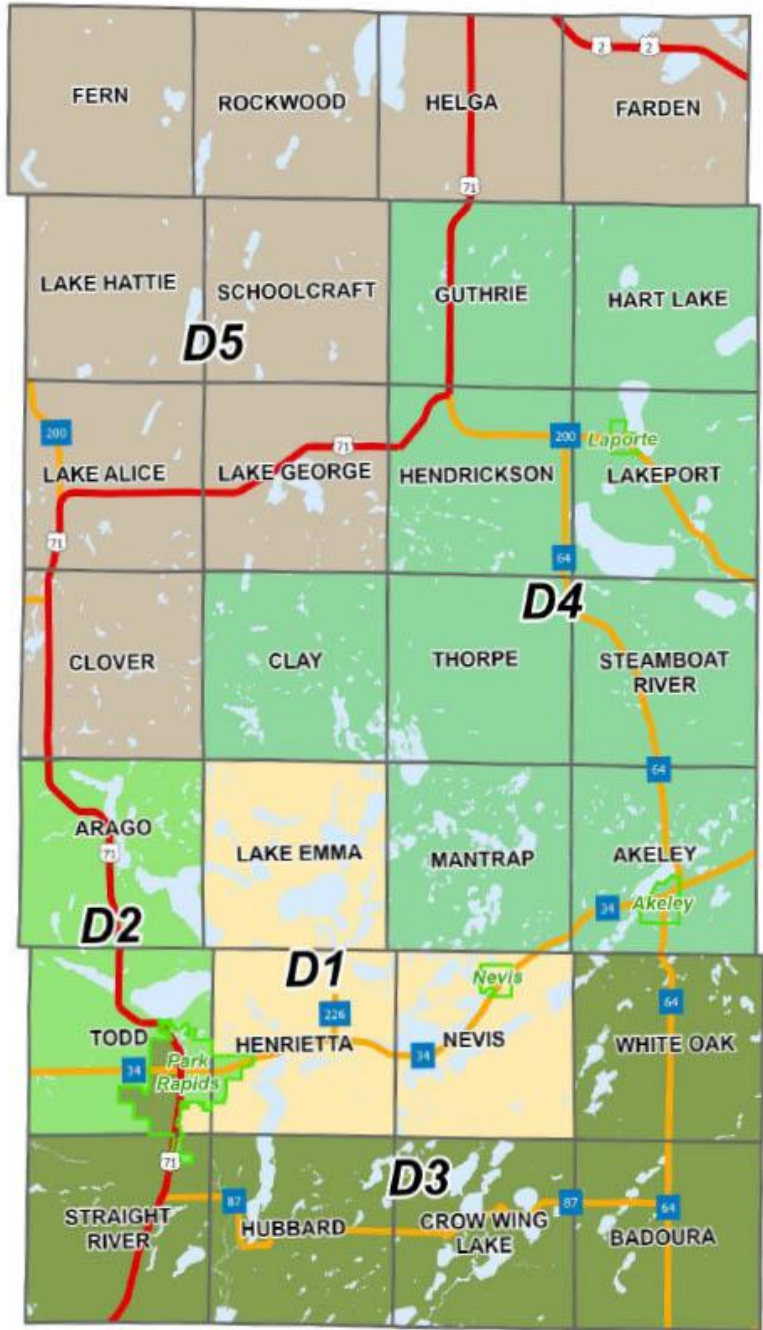 2 2
FERN ROCKWOOD HELGA FARDEN
71
LAKE HATTIE SCHOOLCRAFT GUTHRIE HART LAKE
D5
200 71 200 Laporte
LAKE ALICE LAKE GEORGE HENDRICKSON LAKEPORT
71 64
D4
CLOVER CLAY THORPE STEAMBOAT
RIVER
64
ARAGO LAKE EMMA MANTRAP AKELEY
71
34 Akeley
D2
D1 Nevis
226 64
TODD HENRIETTA NEVIS WHITE OAK
34 Park 34
Rapids
71
D3
87 87 64
STRAIGHT
RIVER HUBBARD CROW WING
LAKE BADOURA